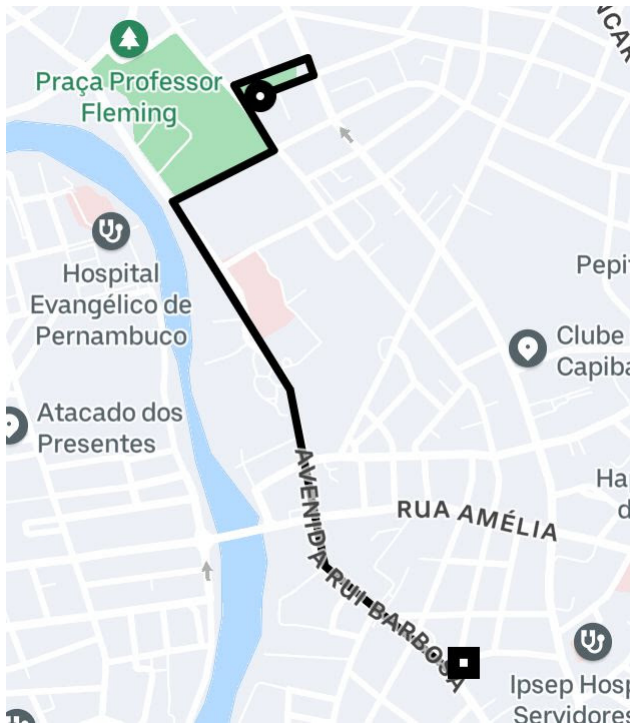 NCAR
Praça Professor
Fleming
Hospital
Evangélico de
Pernambuco
Pepit
Clube
Capiba
Atacado dos
Presentes
AVENIDA RUI BARBOSA
RUA AMÉLIA
Ha
d
Ipsep Hosp
Servidores